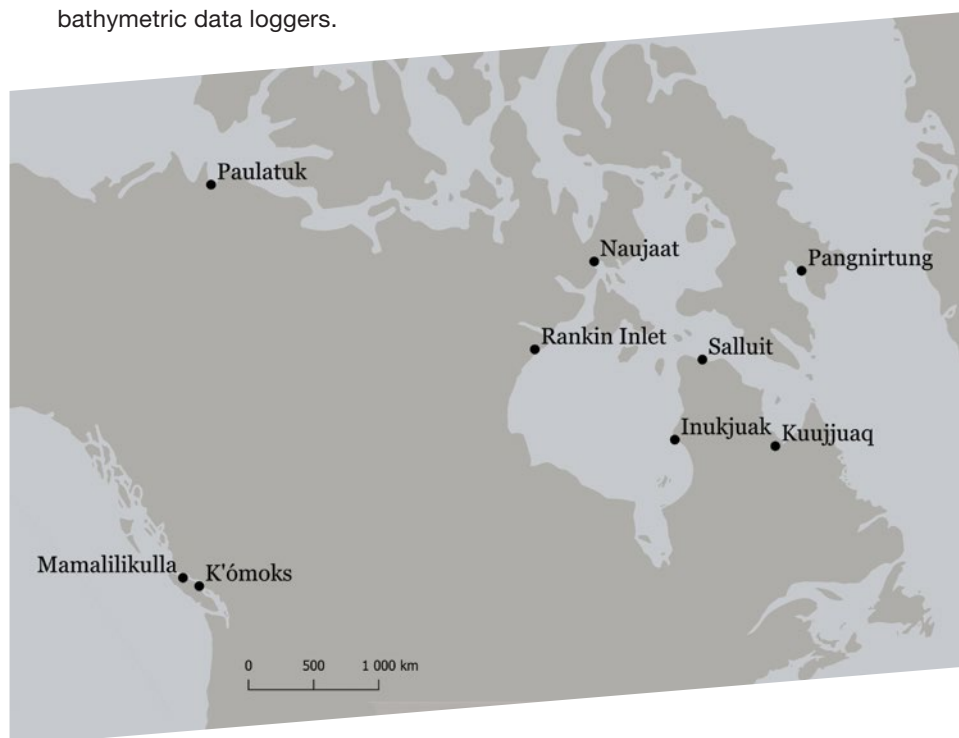 bathymetric data loggers.
Paulatuk
Naujaat
Pangnirtung
Rankin Inlet
Salluit
Inukjuak
Kuujjuaq
Mamalilikulla
K'ómoks
0 500 1 000 km